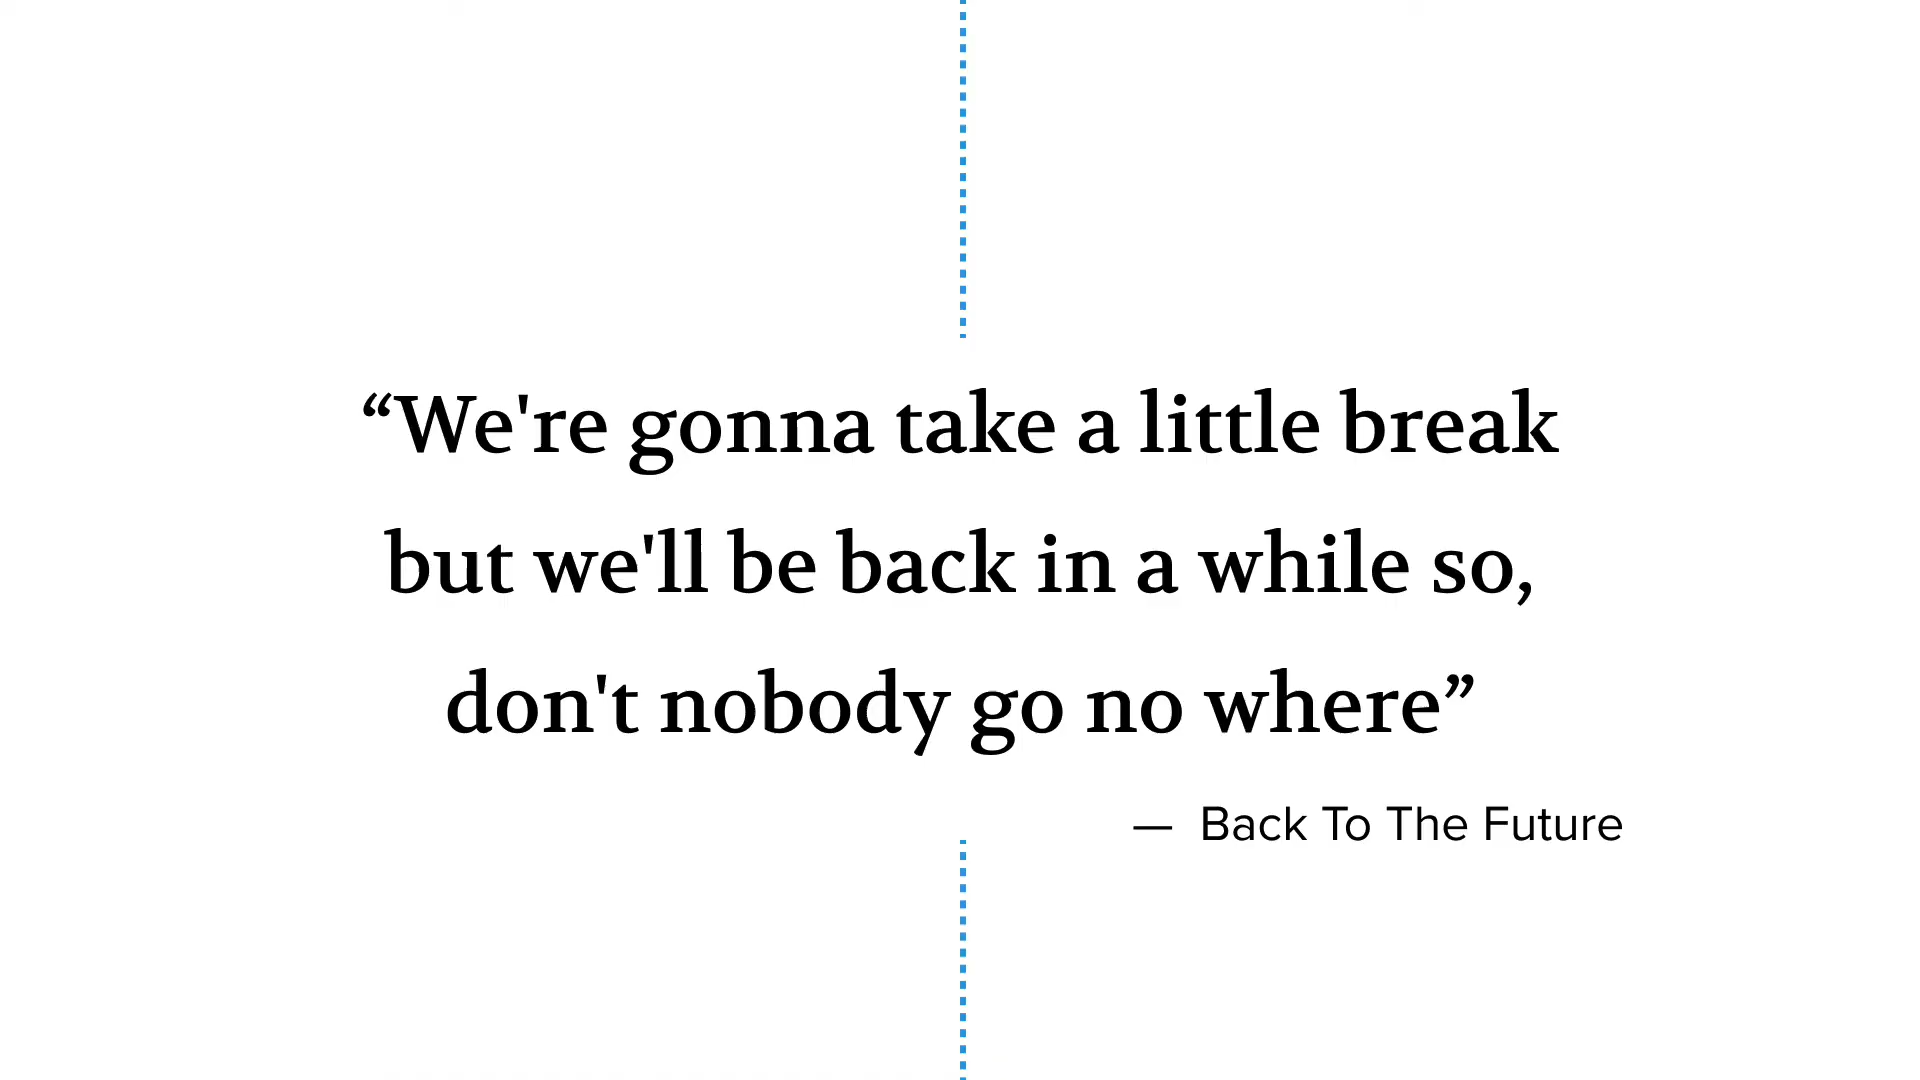 “We're gonna take a little break
but we'll be back in a while so,
don't nobody go no where”
— Back To The Future